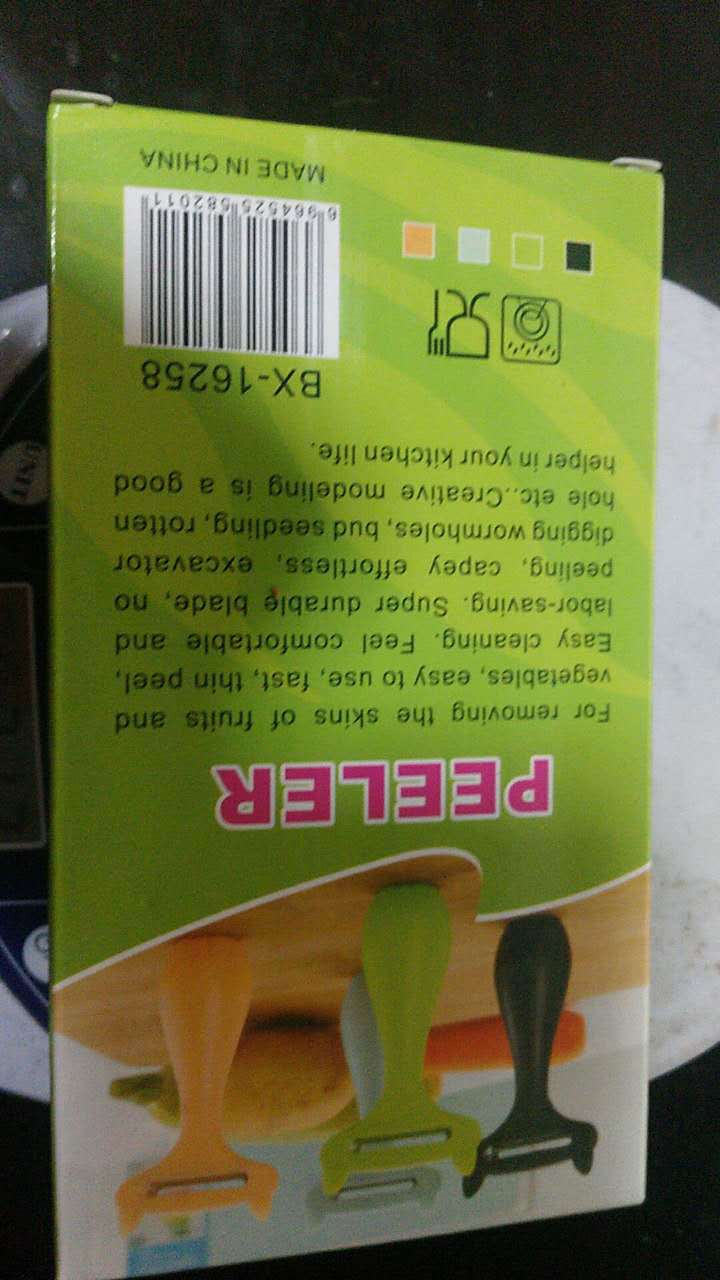 PEELER
For removing the skins of fruits and
vegetables, easy to use, fast, thin peel,
Easy cleaning. Feel comfortable and
labor-saving. Super durable blade, no
peeling, capey effortless, excavator
digging wormholes, bud seedling, rotten
hole etc..Creative modeling is a good
helper in your kitchen life.
BX-16258
6 964525 582011
MADE IN CHINA
UNIT